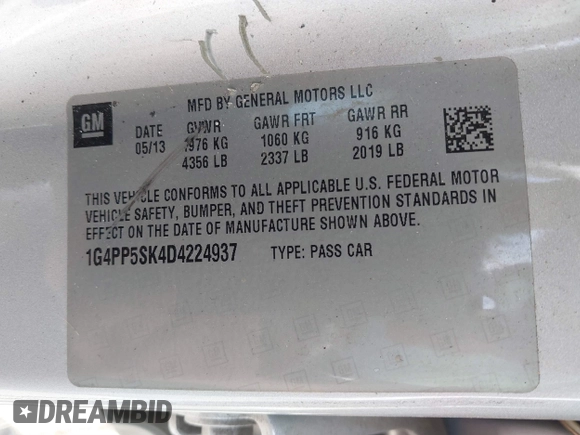 MFD BY GENERAL MOTORS LLC
GM
DATE GVWR GAWR FRT GAWR RR
05/13 1976 KG 1060 KG 916 KG
4356 LB 2337 LB 2019 LB
THIS VEHICLE CONFORMS TO ALL APPLICABLE U.S. FEDERAL MOTOR
VEHICLE SAFETY, BUMPER, AND THEFT PREVENTION STANDARDS IN
EFFECT ON THE DATE OF MANUFACTURE SHOWN ABOVE.
1G4PP5SK4D4224937 TYPE: PASS CAR
DREAMBID